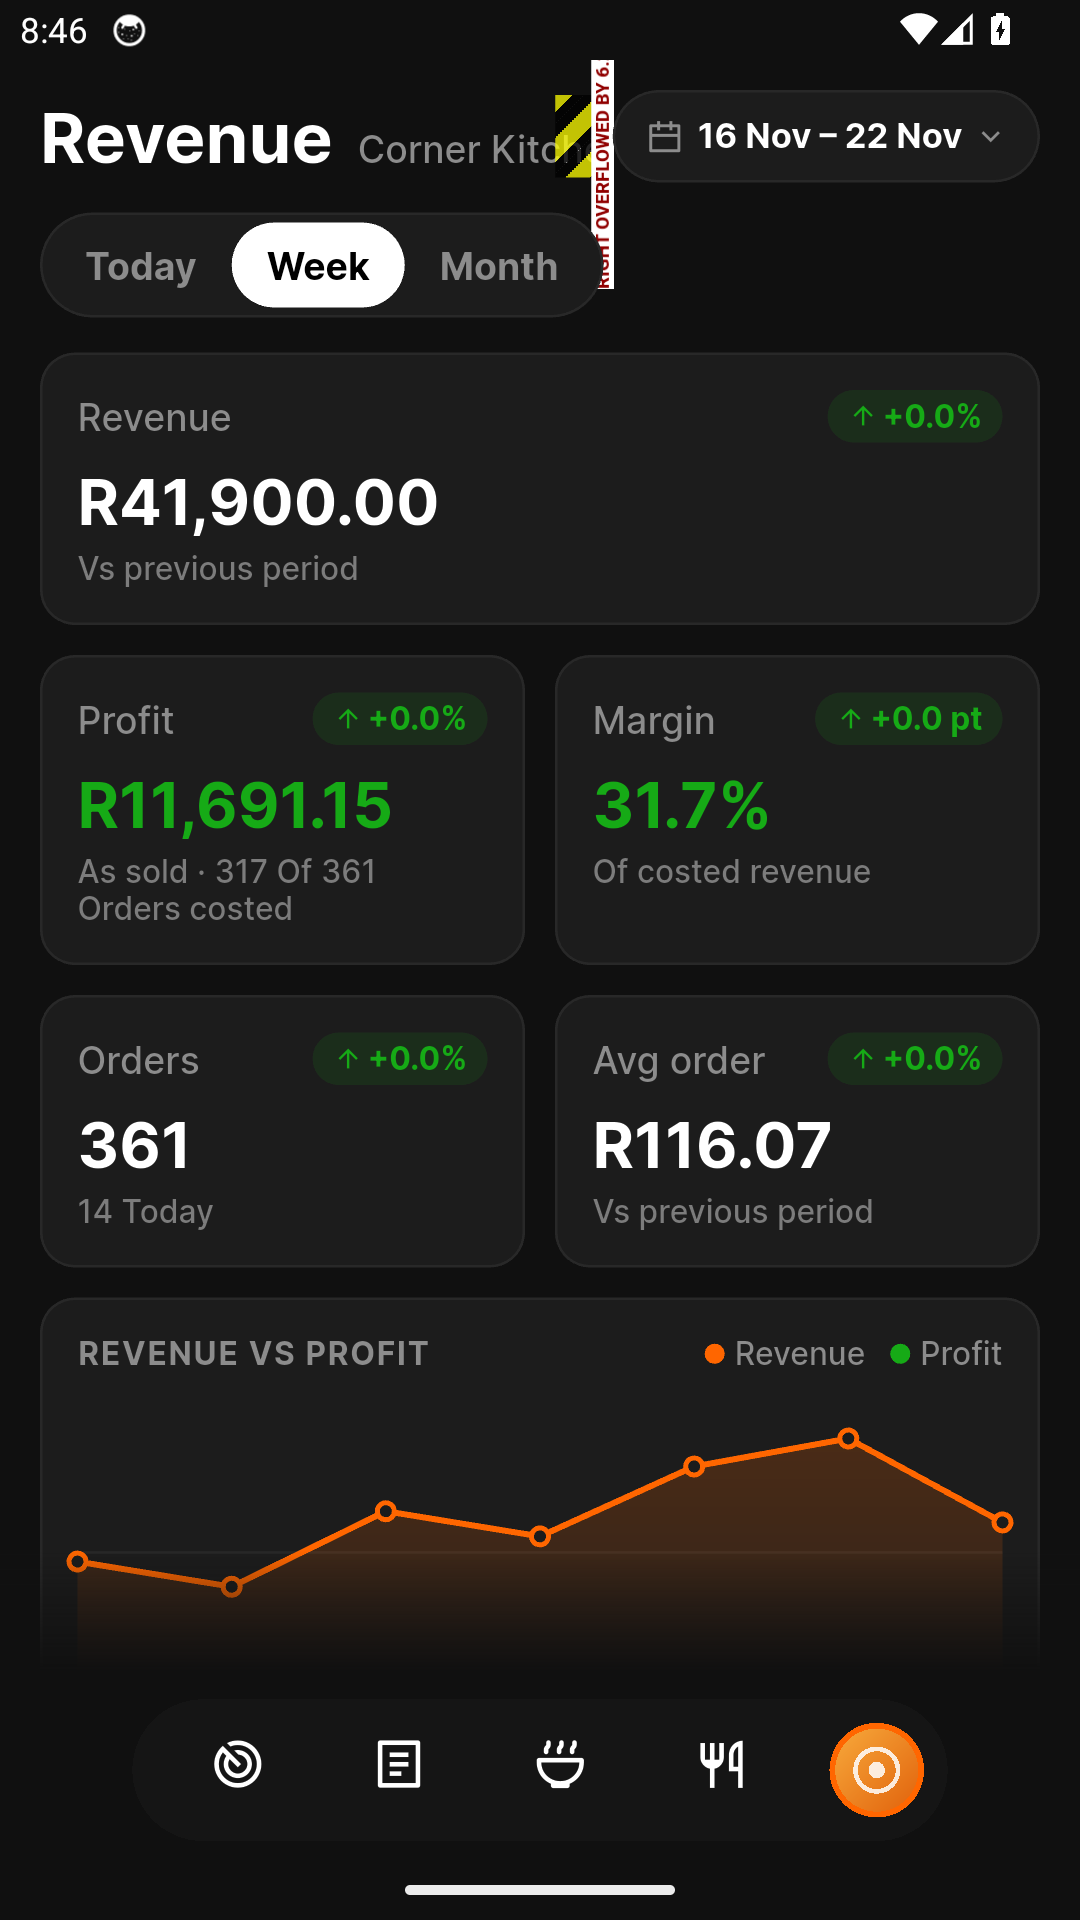 8:46
Revenue
Corner Kitch
RIGHT OVERFLOWED BY 6.
16 Nov – 22 Nov
Today
Week
Month
Revenue
+0.0%
R41,900.00
Vs previous period
Profit
+0.0%
R11,691.15
As sold · 317 Of 361
Orders costed
Margin
+0.0 pt
31.7%
Of costed revenue
Orders
+0.0%
361
14 Today
Avg order
+0.0%
R116.07
Vs previous period
REVENUE VS PROFIT
Revenue
Profit